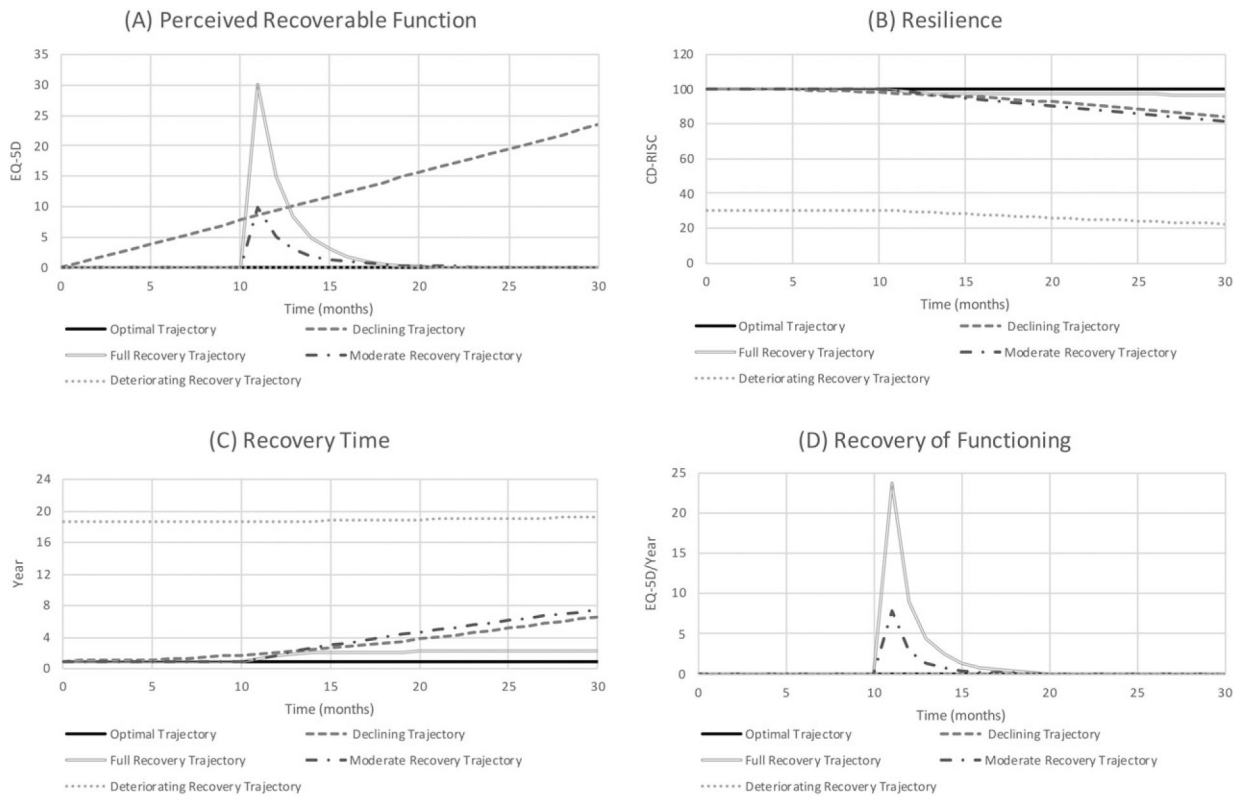 (A) Perceived Recoverable Function
EQ-5D
35
30
25
20
15
10
5
0
0 5 10 15 20 25 30
Time (months)
Optimal Trajectory Declining Trajectory
Full Recovery Trajectory Moderate Recovery Trajectory
Deteriorating Recovery Trajectory
(B) Resilience
CD-RISC
120
100
80
60
40
20
0
0 5 10 15 20 25 30
Time (months)
Optimal Trajectory Declining Trajectory
Full Recovery Trajectory Moderate Recovery Trajectory
Deteriorating Recovery Trajectory
(C) Recovery Time
Year
24
20
16
12
8
4
0
0 5 10 15 20 25 30
Time (months)
Optimal Trajectory Declining Trajectory
Full Recovery Trajectory Moderate Recovery Trajectory
Deteriorating Recovery Trajectory
(D) Recovery of Functioning
EQ-5D/Year
25
20
15
10
5
0
0 5 10 15 20 25 30
Time (months)
Optimal Trajectory Declining Trajectory
Full Recovery Trajectory Moderate Recovery Trajectory
Deteriorating Recovery Trajectory